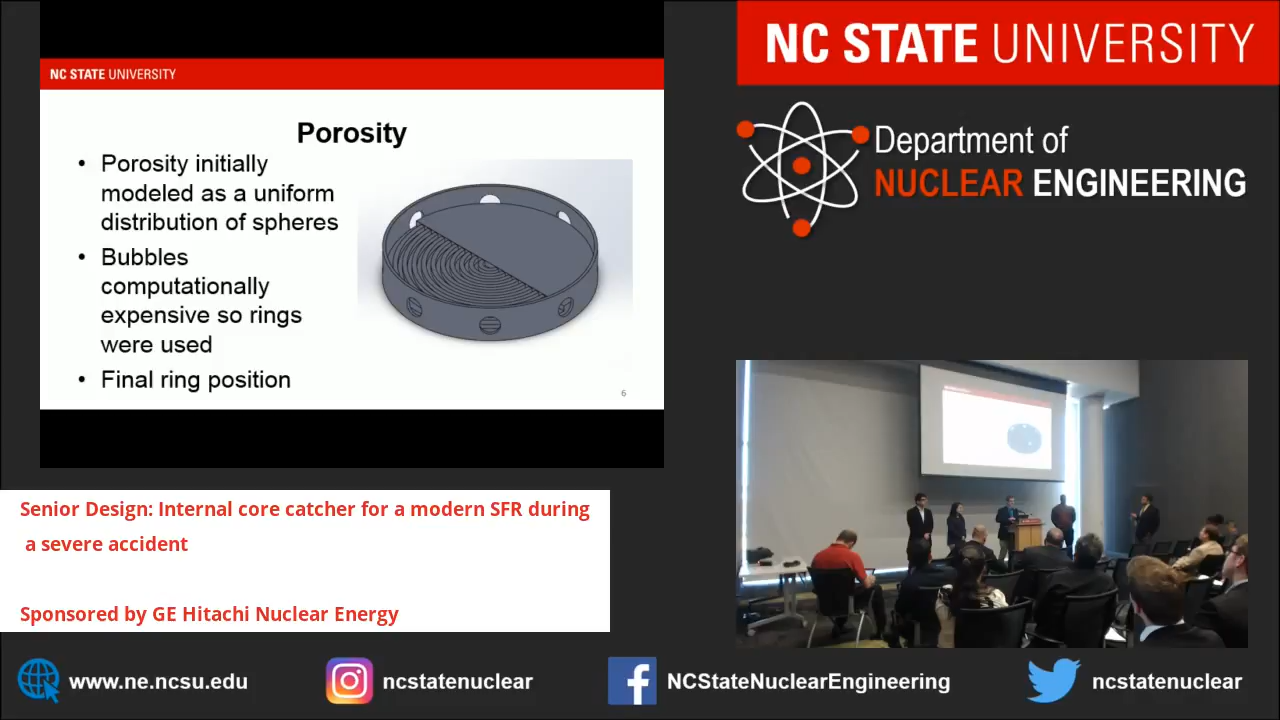 NC STATE UNIVERSITY
Porosity
• Porosity initially
modeled as a uniform
distribution of spheres
• Bubbles
computationally
expensive so rings
were used
• Final ring position
6
NC STATE UNIVERSITY
Department of
NUCLEAR ENGINEERING
Senior Design: Internal core catcher for a modern SFR during
a severe accident
Sponsored by GE Hitachi Nuclear Energy
www.ne.ncsu.edu
ncstatenuclear
NCStateNuclearEngineering
ncstatenuclear